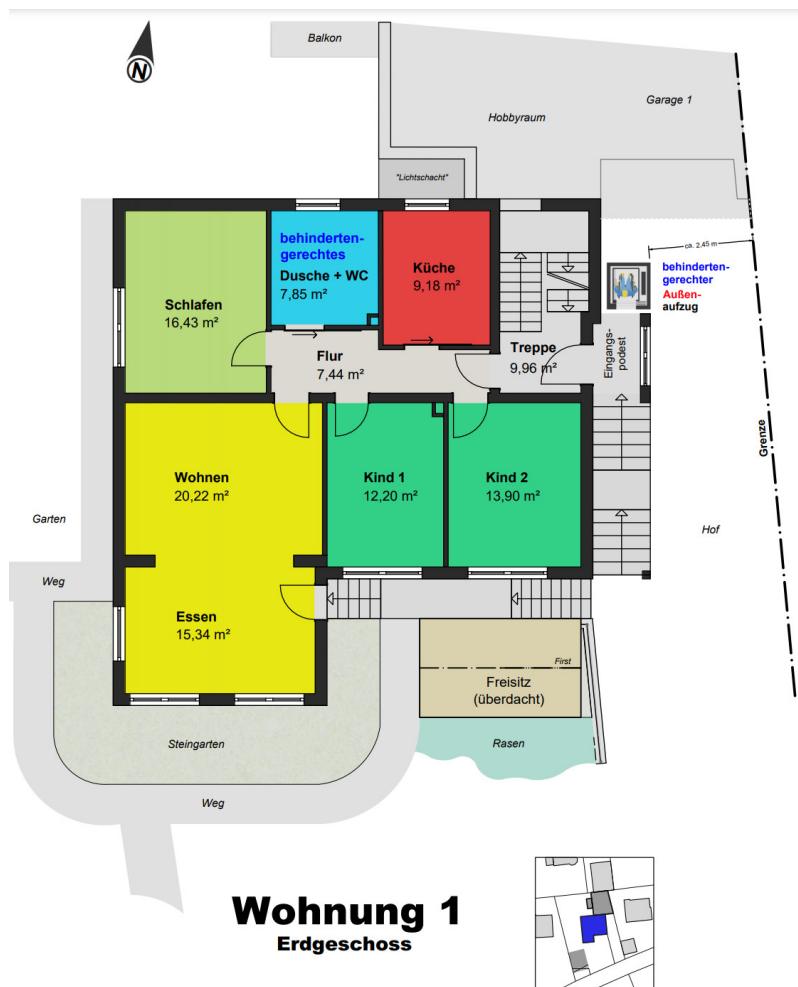 Balkon
N
Garage 1
Hobbyraum
"Lichtschacht"
ca. 2,45 m
behinderten-
gerechtes
Dusche + WC
7,85 m²
Küche
9,18 m²
behinderten-
gerechter
Außen-
aufzug
Schlafen
16,43 m²
Flur
7,44 m²
Treppe
9,96 m²
Eingangs-
podest
Grenze
Wohnen
20,22 m²
Kind 1
12,20 m²
Kind 2
13,90 m²
Garten
Hof
Weg
Essen
15,34 m²
First
Freisitz
(überdacht)
Steingarten
Rasen
Weg
Wohnung 1
Erdgeschoss